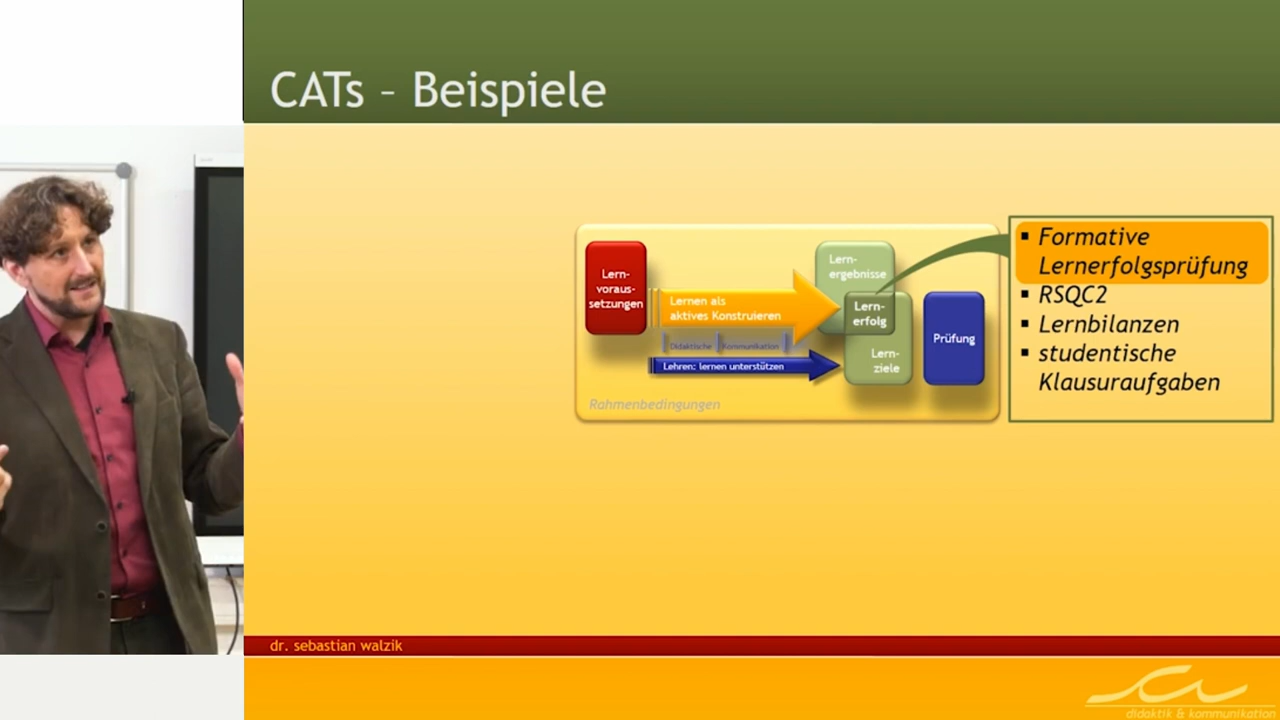 CATs – Beispiele
Lern-
voraus-
setzungen
Lernen als
aktives Konstruieren
Didaktische Kommunikation
Lehren: lernen unterstützen
Lern-
ergebnisse
Lern-
erfolg
Lern-
ziele
Prüfung
Rahmenbedingungen
▪ Formative
Lernerfolgsprüfung
▪ RSQC2
▪ Lernbilanzen
▪ studentische
Klausuraufgaben
dr. sebastian walzik
didaktik & kommunikation